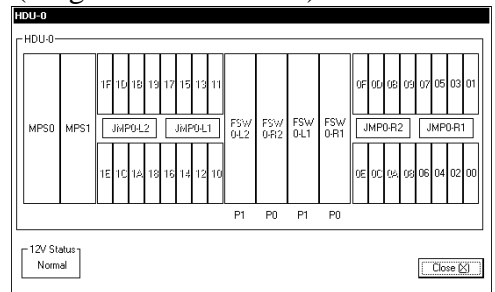 HDU-0
HDU-0
1F 1D 1B 19 17 15 13 11 0F 0D 0B 09 07 05 03 01
FSW FSW FSW FSW
MPS0 MPS1 JMP0-L2 JMP0-L1 0-L2 0-R2 0-L1 0-R1 JMP0-R2 JMP0-R1
1E 1C 1A 18 16 14 12 10 0E 0C 0A 08 06 04 02 00
P1 P0 P1 P0
12V Status
Normal
Close